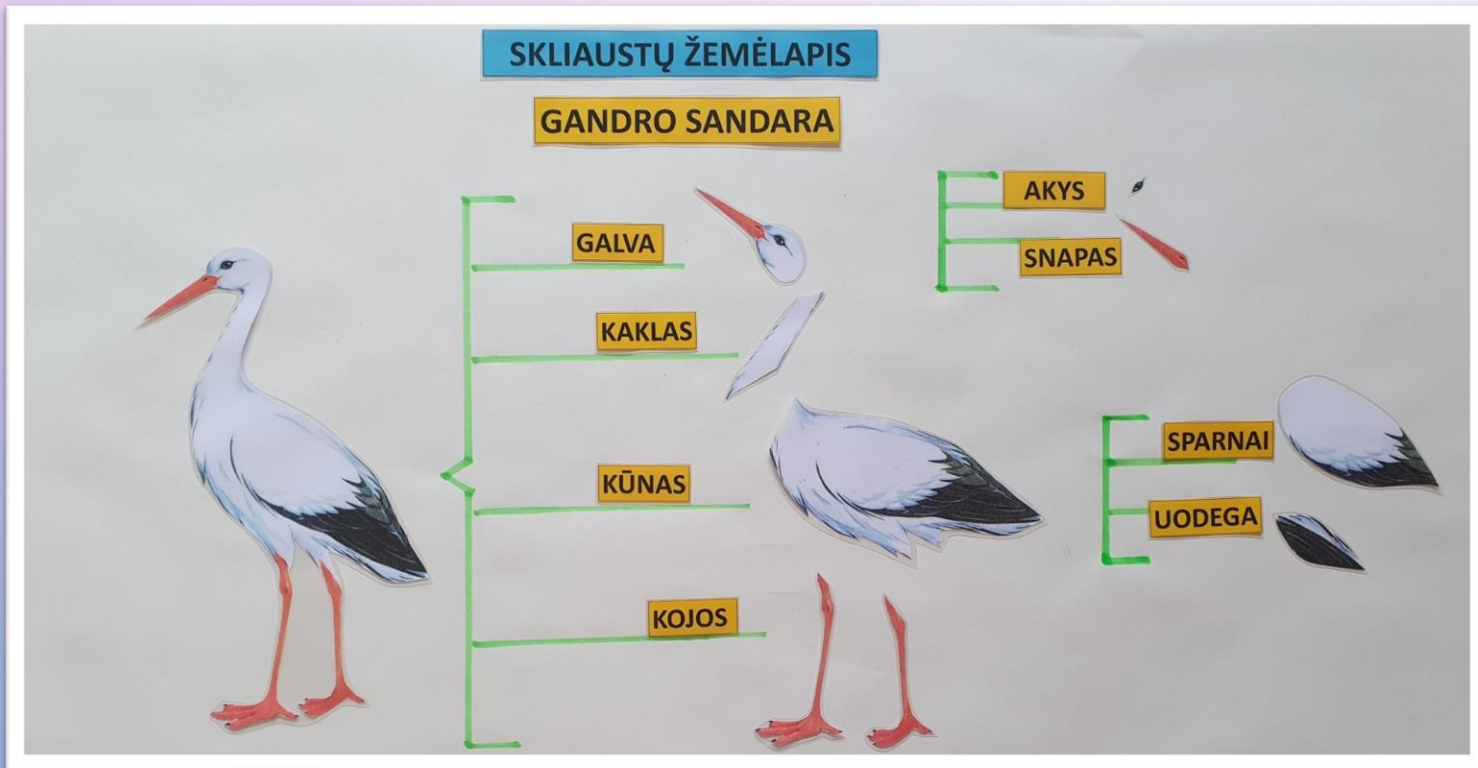 SKLIAUSTŲ ŽEMĖLAPIS
GANDRO SANDARA
GALVA
AKYS
SNAPAS
KAKLAS
KŪNAS
SPARNAI
UODEGA
KOJOS